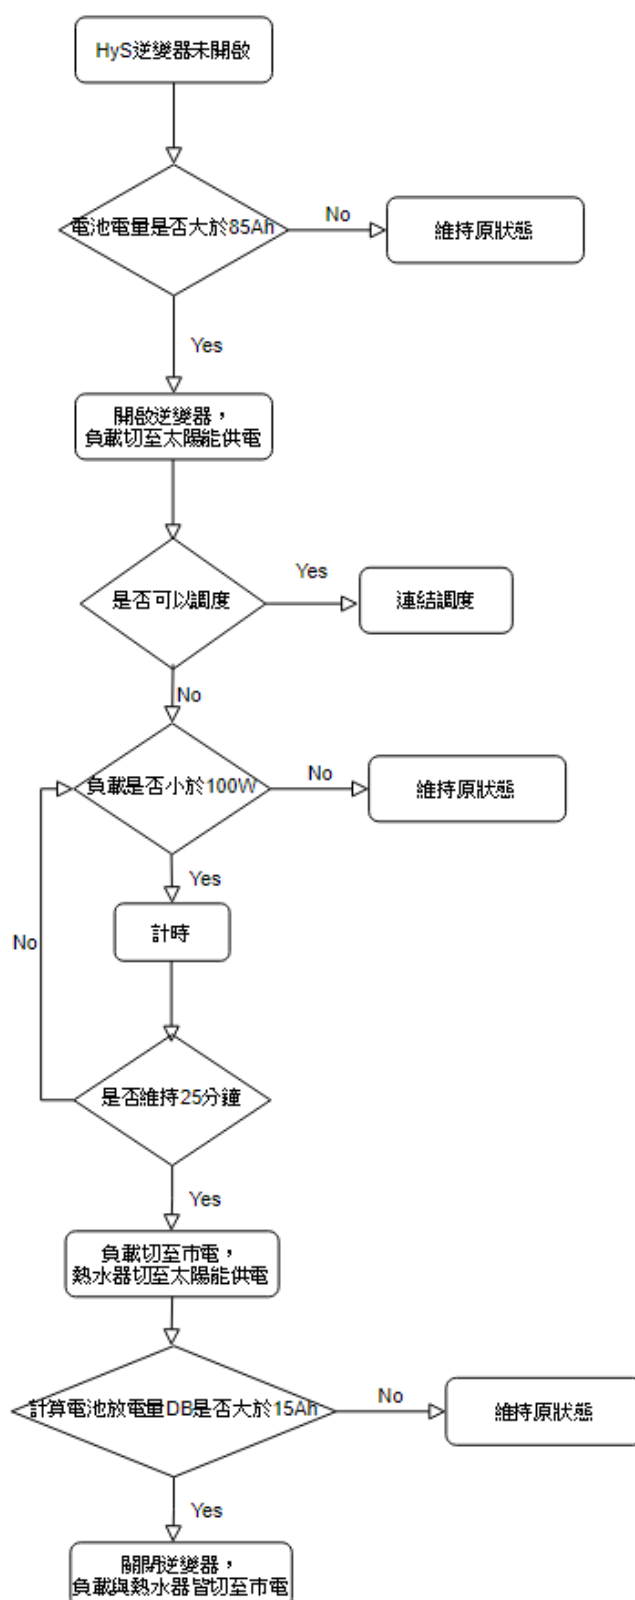 HyS逆變器未開啟
電池電量是否大於85Ah
No
維持原狀態
Yes
開啟逆變器，
負載切至太陽能供電
是否可以調度
Yes
連結調度
No
負載是否小於100W
No
維持原狀態
Yes
計時
No
是否維持25分鐘
Yes
負載切至市電，
熱水器切至太陽能供電
計算電池放電量DB是否大於15Ah
No
維持原狀態
Yes
關閉逆變器，
負載與熱水器皆切至市電